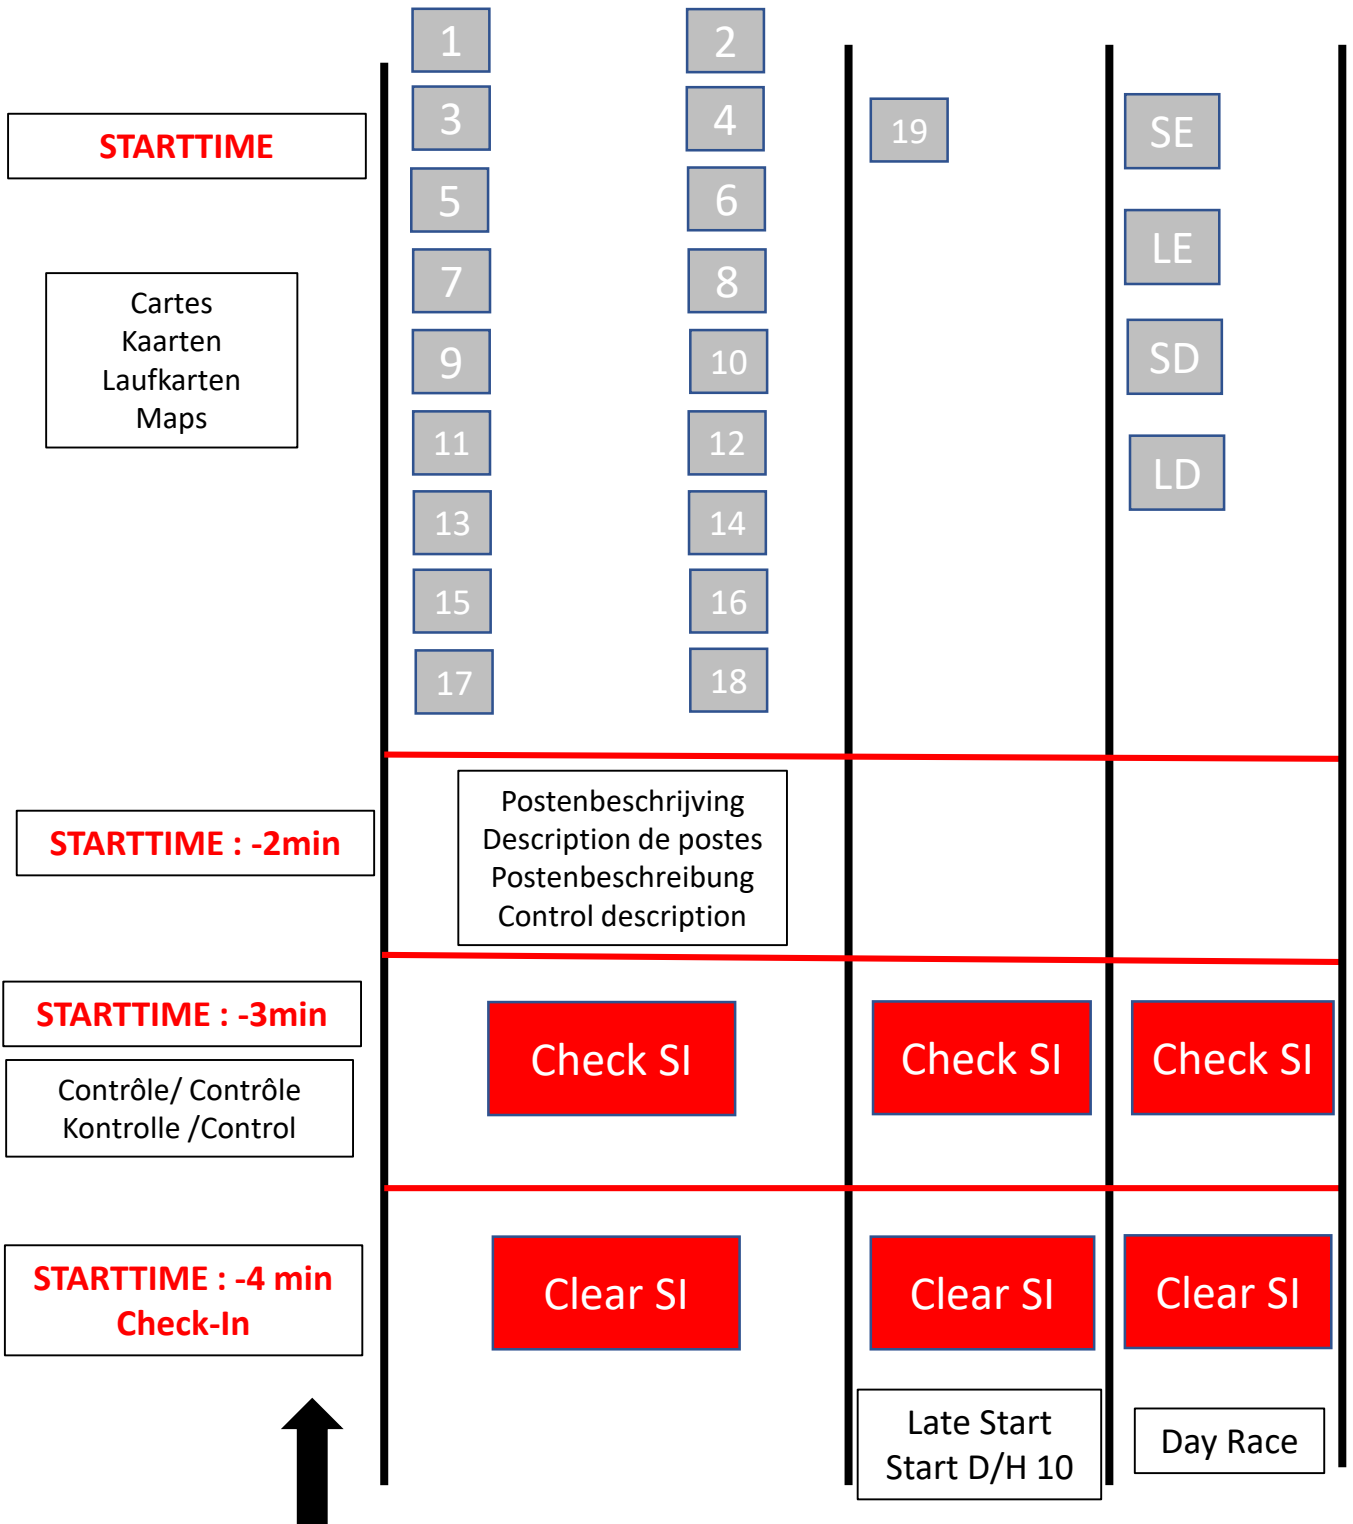 1
2
3
4
19
SE
STARTTIME
5
6
LE
7
8
Cartes
Kaarten
Laufkarten
Maps
9
10
SD
11
12
LD
13
14
15
16
17
18
Postenbeschrijving
Description de postes
Postenbeschreibung
Control description
STARTTIME : -2min
STARTTIME : -3min
Check SI
Check SI
Check SI
Contrôle/ Contrôle
Kontrolle /Control
STARTTIME : -4 min
Check-In
Clear SI
Clear SI
Clear SI
Late Start
Start D/H 10
Day Race